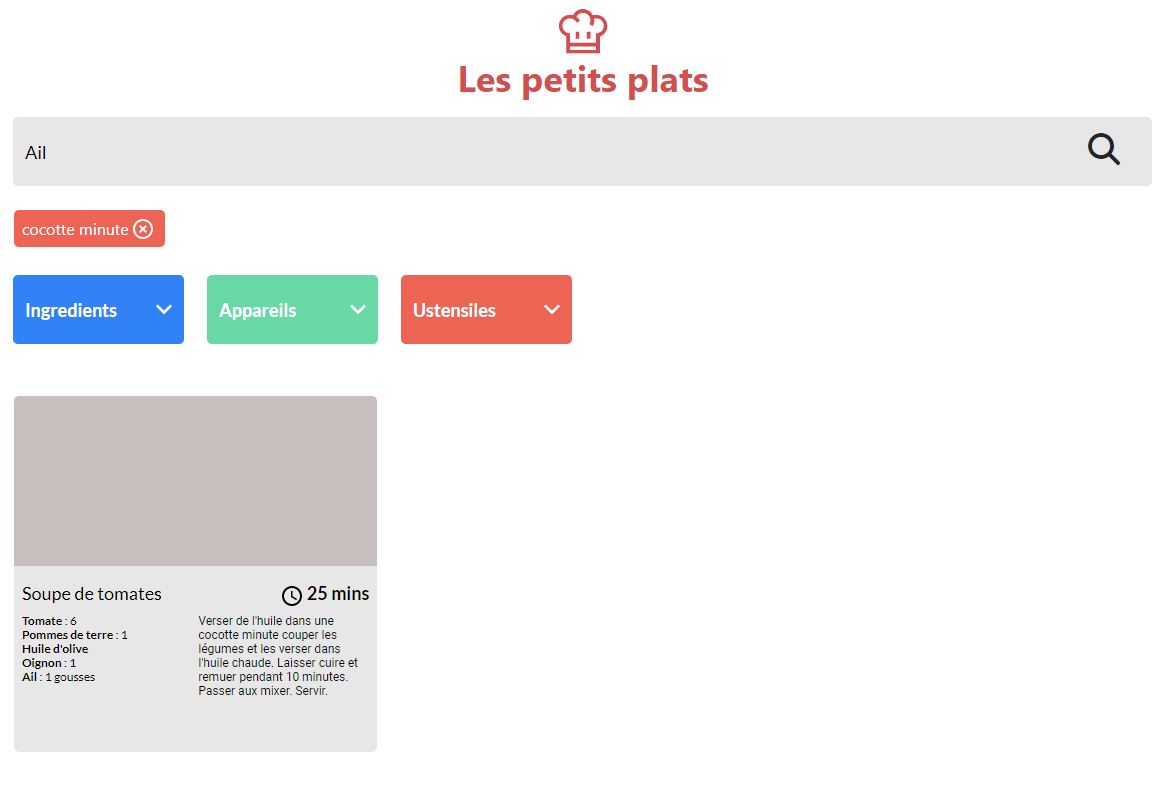 Les petits plats
Ail
cocotte minute
Ingredients
Appareils
Ustensiles
Soupe de tomates
25 mins
Tomate : 6
Pommes de terre : 1
Huile d'olive
Oignon : 1
Ail : 1 gousses
Verser de l'huile dans une
cocotte minute couper les
légumes et les verser dans
l'huile chaude. Laisser cuire et
remuer pendant 10 minutes.
Passer aux mixer. Servir.